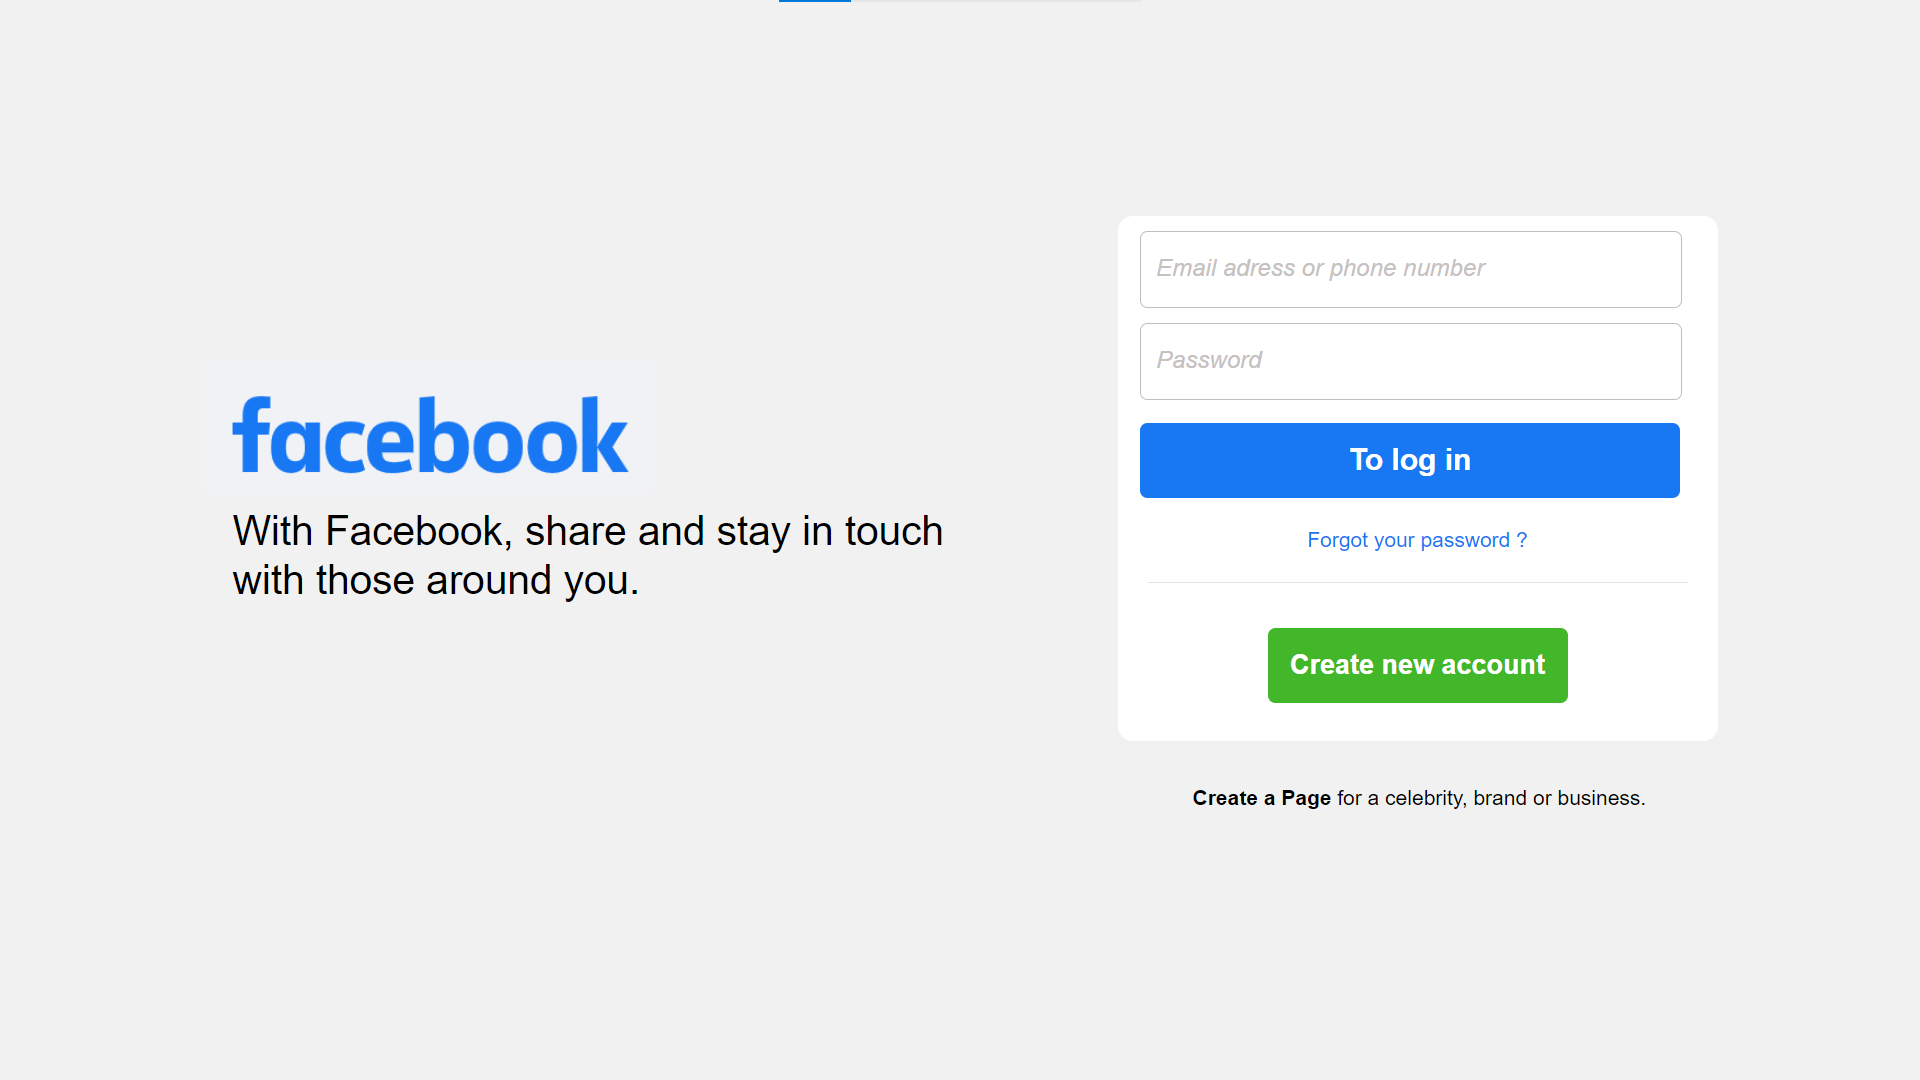 facebook
With Facebook, share and stay in touch
with those around you.
Email adress or phone number
Password
To log in
Forgot your password ?
Create new account
Create a Page for a celebrity, brand or business.